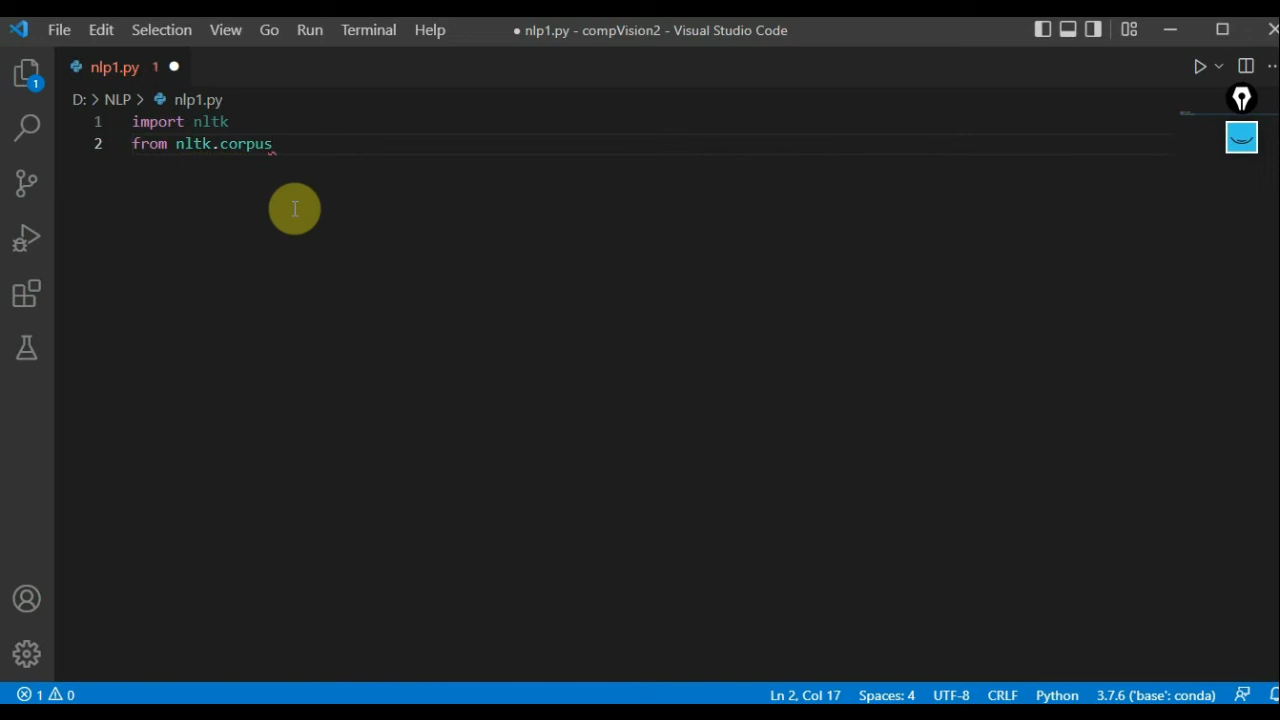 File Edit Selection View Go Run Terminal Help ● nlp1.py - compVision2 - Visual Studio Code
nlp1.py 1 ●
D: > NLP > nlp1.py
1 import nltk
2 from nltk.corpus
1
1 0 Ln 2, Col 17 Spaces: 4 UTF-8 CRLF Python 3.7.6 ('base': conda)